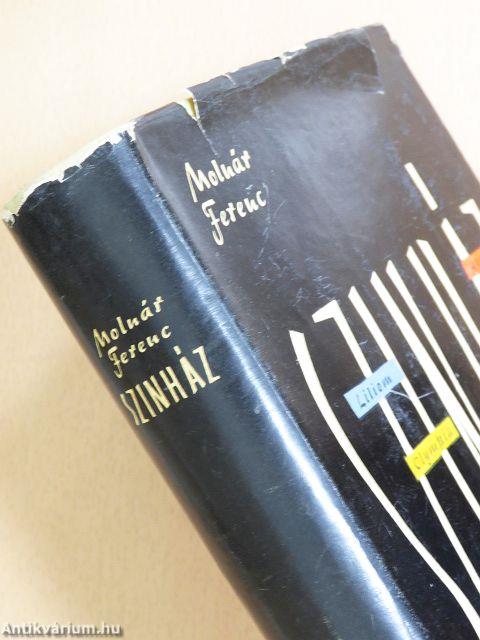 Molnár
Ferenc
Molnár
Ferenc
SZINHÁZ
Liliom
Olympia
Antikvárium.hu